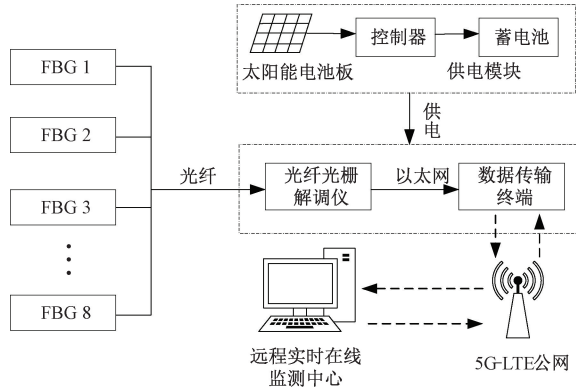 FBG 1
FBG 2
FBG 3
FBG 8
光纤
太阳能电池板
控制器
蓄电池
供电模块
供电
光纤光栅
解调仪
以太网
数据传输
终端
远程实时在线
监测中心
5G-LTE公网